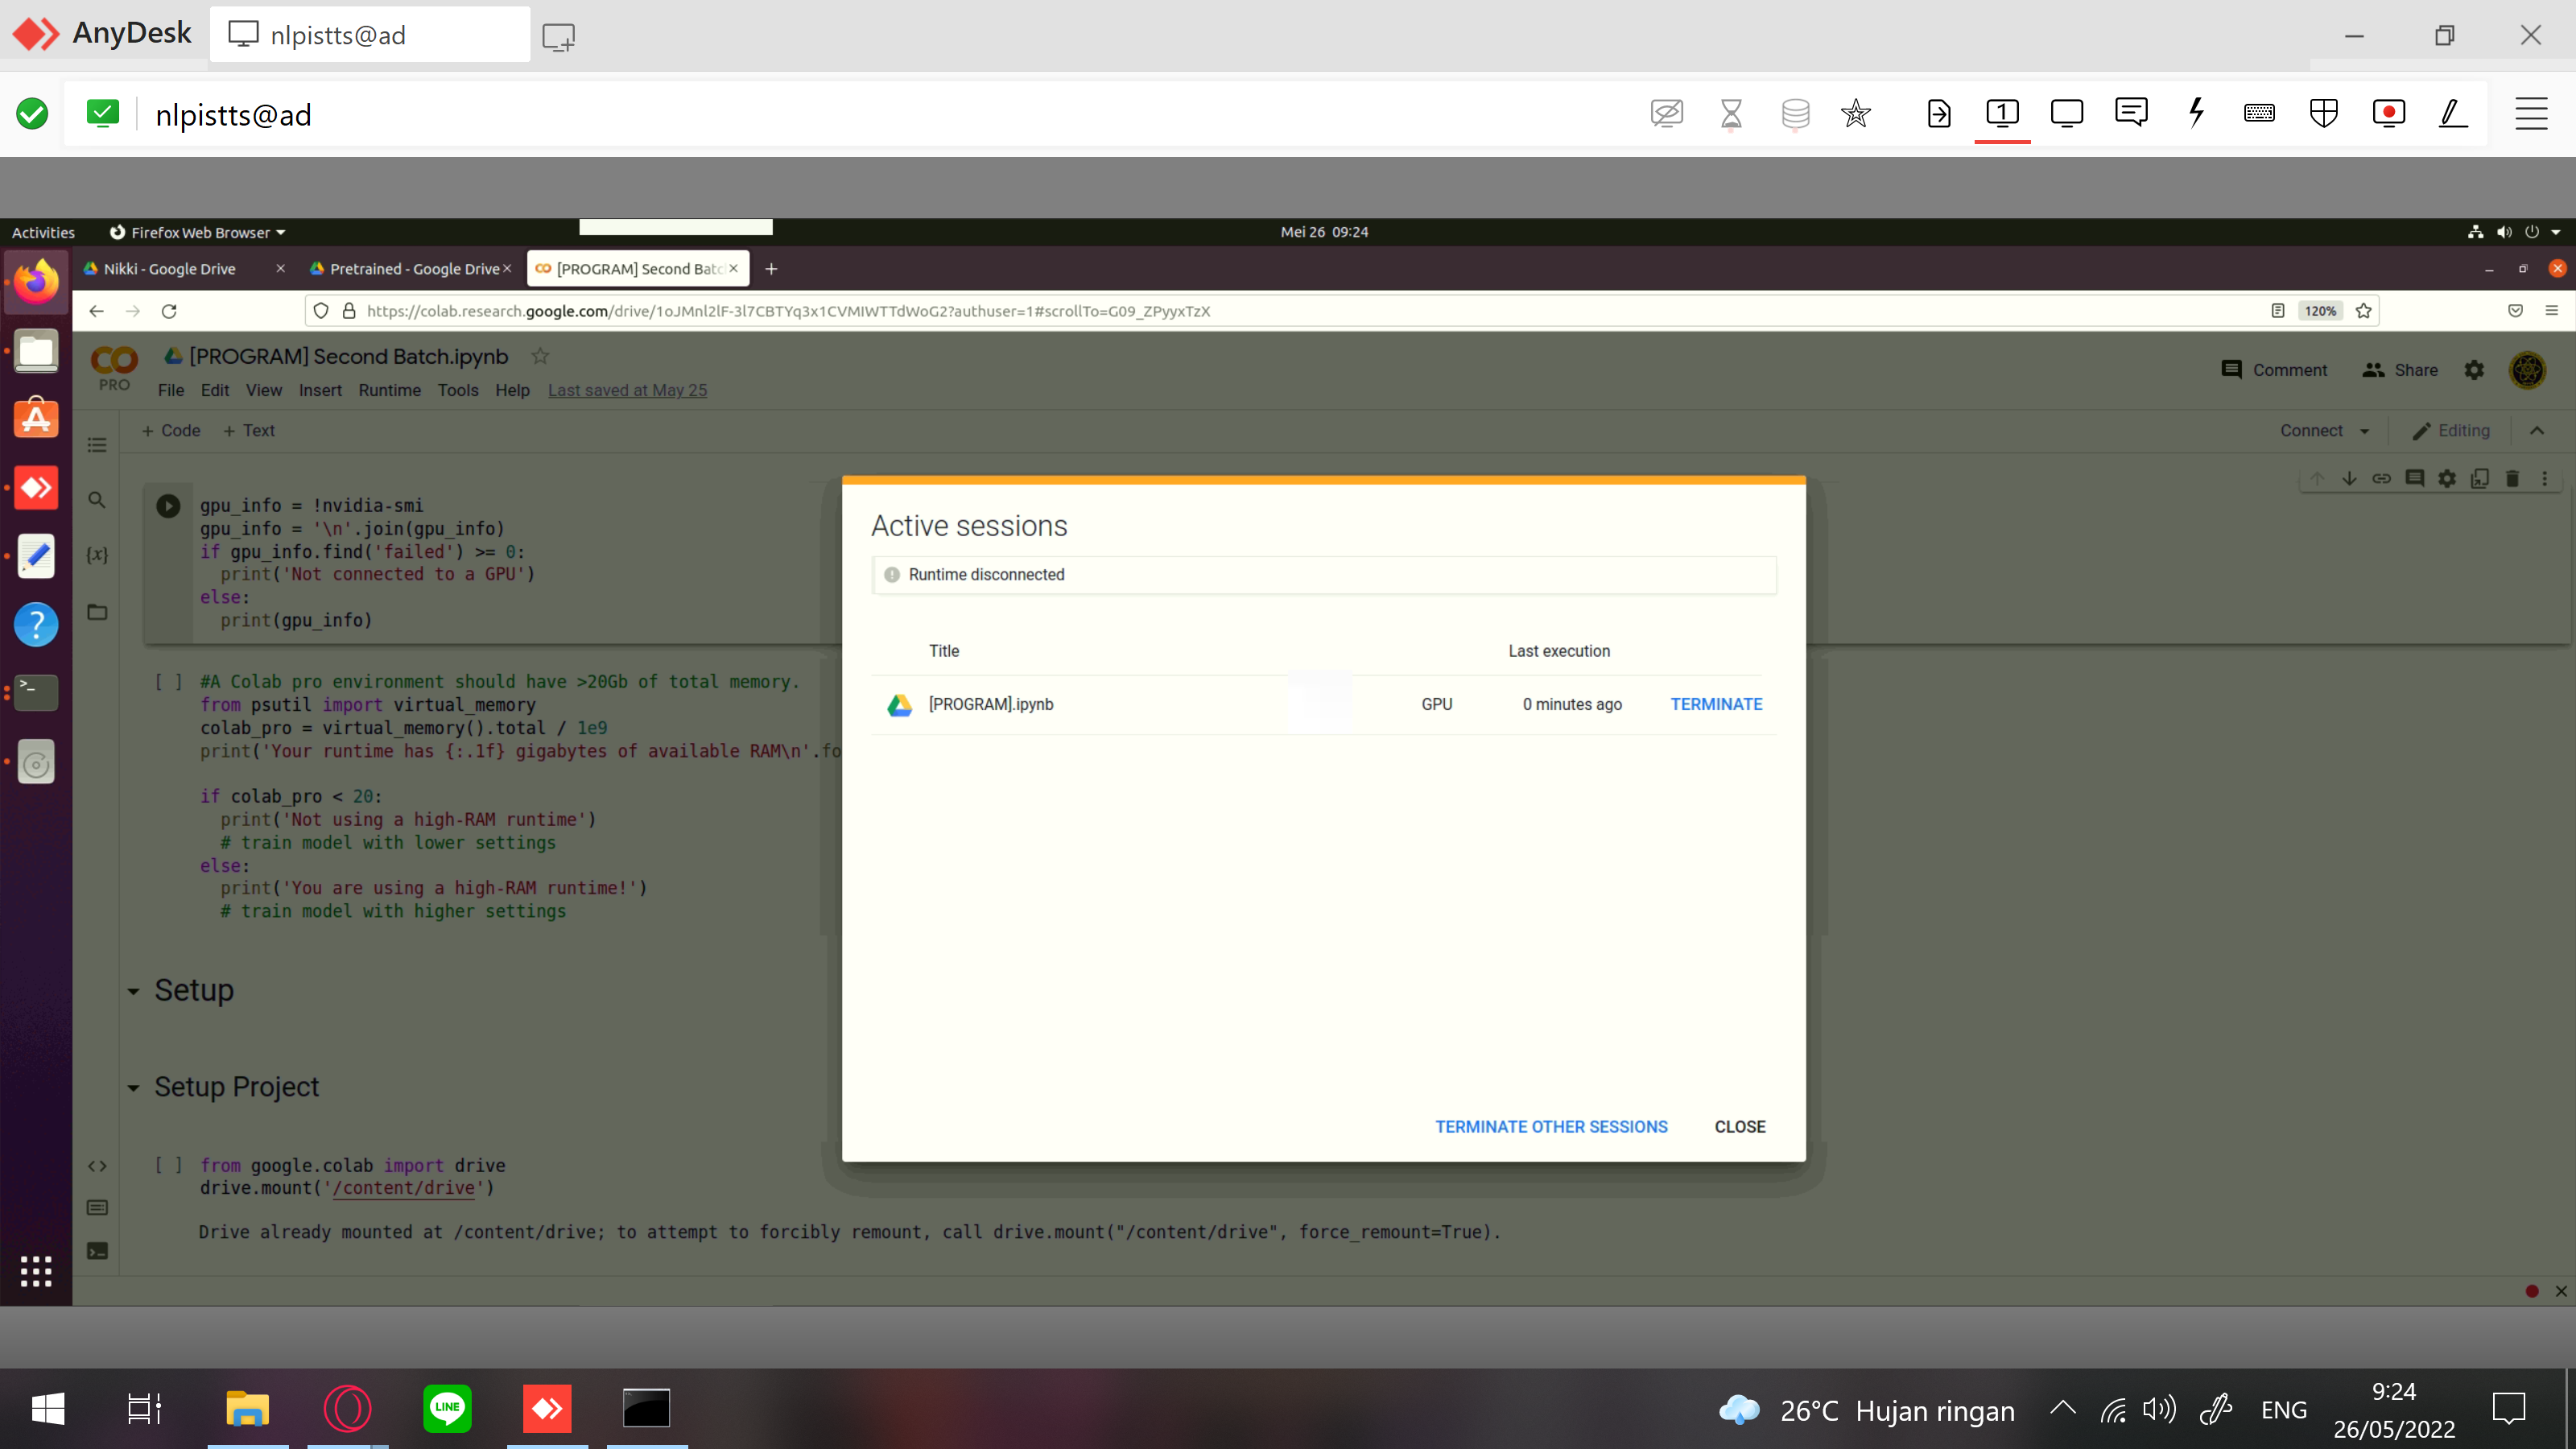 AnyDesk
nlpistts@ad
nlpistts@ad
1
Activities
Firefox Web Browser
Mei 26 09:24
Nikki - Google Drive
Pretrained - Google Drive
[PROGRAM] Second Batc
https://colab.research.google.com/drive/1oJMnl2lF-3l7CBTYq3x1CVMIWTTdWoG2?authuser=1#scrollTo=G09_ZPyyxTzX
120%
PRO
[PROGRAM] Second Batch.ipynb
File Edit View Insert Runtime Tools Help Last saved at May 25
Comment
Share
+ Code + Text
Connect
Editing
gpu_info = !nvidia-smi
gpu_info = '\n'.join(gpu_info)
if gpu_info.find('failed') >= 0:
print('Not connected to a GPU')
else:
print(gpu_info)
{x}
[ ] #A Colab pro environment should have >20Gb of total memory.
from psutil import virtual_memory
colab_pro = virtual_memory().total / 1e9
print('Your runtime has {:.1f} gigabytes of available RAM\n'.fo
if colab_pro < 20:
print('Not using a high-RAM runtime')
# train model with lower settings
else:
print('You are using a high-RAM runtime!')
# train model with higher settings
Setup
Setup Project
[ ] from google.colab import drive
drive.mount('/content/drive')
Drive already mounted at /content/drive; to attempt to forcibly remount, call drive.mount("/content/drive", force_remount=True).
Active sessions
Runtime disconnected
Title Last execution
[PROGRAM].ipynb GPU 0 minutes ago TERMINATE
TERMINATE OTHER SESSIONS CLOSE
LINE
26°C Hujan ringan
ENG
9:24
26/05/2022